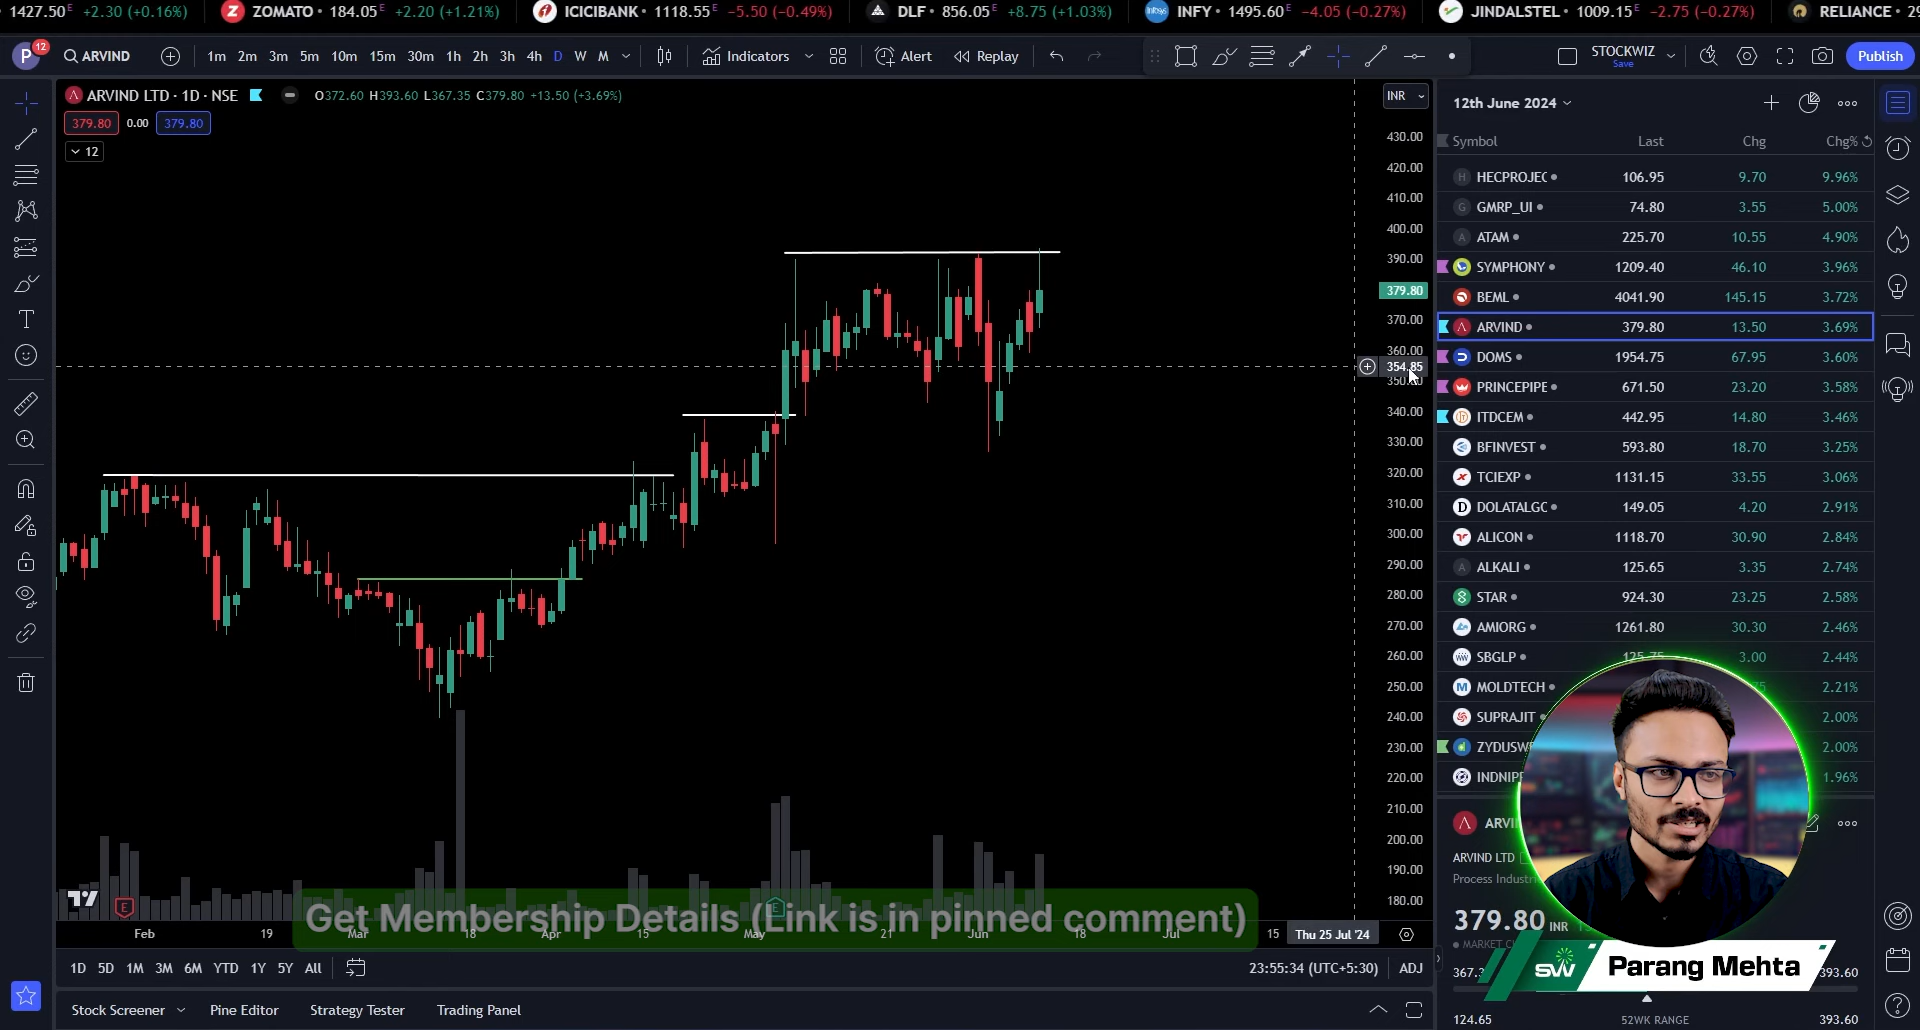 1427.50 E +2.30 (+0.16%) ZOMATO • 184.05 E +2.20 (+1.21%) ICICIBANK • 1118.55 E -5.50 (-0.49%) DLF • 856.05 E +8.75 (+1.03%) INFY • 1495.60 E -4.05 (-0.27%) JINDALSTEL • 1009.15 E -2.75 (-0.27%) RELIANCE • 29
P 12 ARVIND 1m 2m 3m 5m 10m 15m 30m 1h 2h 3h 4h D W M Indicators Alert Replay STOCKWIZ Save Publish
ARVIND LTD · 1D · NSE O372.60 H393.60 L367.35 C379.80 +13.50 (+3.69%) INR
379.80 0.00 379.80
12
430.00
420.00
410.00
400.00
390.00
379.80
370.00
360.00
354.85
340.00
330.00
320.00
310.00
300.00
290.00
280.00
270.00
260.00
250.00
240.00
230.00
220.00
210.00
200.00
190.00
180.00
12th June 2024
Symbol Last Chg Chg%
HECPROJEC 106.95 9.70 9.96%
GMRP_UI 74.80 3.55 5.00%
ATAM 225.70 10.55 4.90%
SYMPHONY 1209.40 46.10 3.96%
BEML 4041.90 145.15 3.72%
ARVIND 379.80 13.50 3.69%
DOMS 1954.75 67.95 3.60%
PRINCEPIPE 671.50 23.20 3.58%
ITDCEM 442.95 14.80 3.46%
BFINVEST 593.80 18.70 3.25%
TCIEXP 1131.15 33.55 3.06%
DOLATALGC 149.05 4.20 2.91%
ALICON 1118.70 30.90 2.84%
ALKALI 125.65 3.35 2.74%
STAR 924.30 23.25 2.58%
AMIORG 1261.80 30.30 2.46%
SBGLP 125.75 3.00 2.44%
MOLDTECH 2.21%
SUPRAJIT 2.00%
ZYDUSW 2.00%
INDNIP 1.96%
ARVI
ARVIND LTD
Process Industri
379.80 INR
367.3 393.60
124.65 52WK RANGE 393.60
SW Parang Mehta
E E
Get Membership Details (Link is in pinned comment)
Feb 19 Mar 18 Apr 15 May 21 Jun 18 Jul 15 Thu 25 Jul '24
1D 5D 1M 3M 6M YTD 1Y 5Y All 23:55:34 (UTC+5:30) ADJ
Stock Screener Pine Editor Strategy Tester Trading Panel